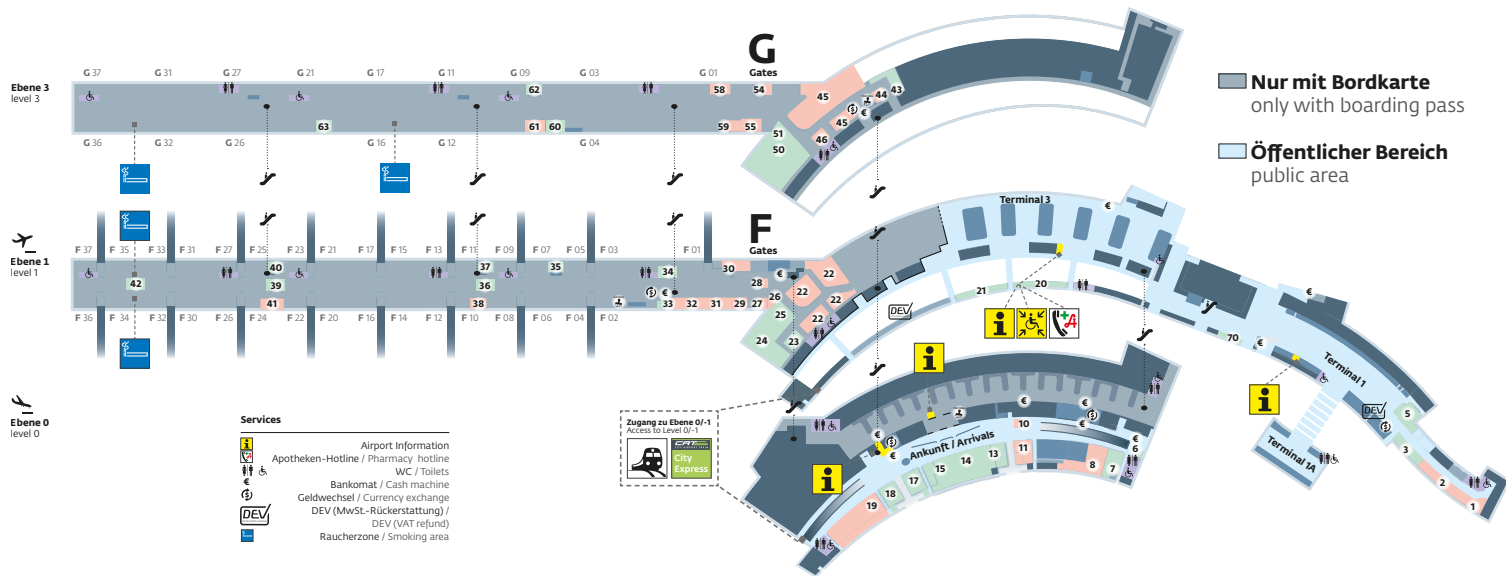 G
Gates
G 37
G 31
G 27
G 21
G 17
G 11
G 09
G 03
G 01
Ebene 3
level 3
62
58
54
45
44
43
€
45
63
61
60
59
55
51
50
46
G 36
G 32
G 26
G 16
G 12
G 04
Nur mit Bordkarte
only with boarding pass
Öffentlicher Bereich
public area
F
Gates
Terminal 3
€
Ebene 1
level 1
F 37
F 35
F 33
F 31
F 27
F 25
F 23
F 21
F 17
F 15
F 13
F 11
F 09
F 07
F 05
F 03
F 01
42
40
39
41
37
36
38
35
34
€
33
32
31
29
27
30
28
26
25
24
23
22
22
22
22
€
21
20
DEV
i
A
70
€
€
Terminal 1
i
DEV
5
3
2
1
Terminal 1A
F 36
F 34
F 32
F 30
F 26
F 24
F 22
F 20
F 16
F 14
F 12
F 10
F 08
F 06
F 04
F 02
Ebene 0
level 0
Zugang zu Ebene 0/-1
Access to Level 0/-1
CAT
City
Express
i
i
€
€
€
€
€
Ankunft / Arrivals
10
11
13
14
15
17
18
19
8
7
6
Services
i
Airport Information
A
Apotheken-Hotline / Pharmacy hotline
WC / Toilets
€
Bankomat / Cash machine
Geldwechsel / Currency exchange
DEV
DEV (MwSt.-Rückerstattung) /
DEV (VAT refund)
Raucherzone / Smoking area